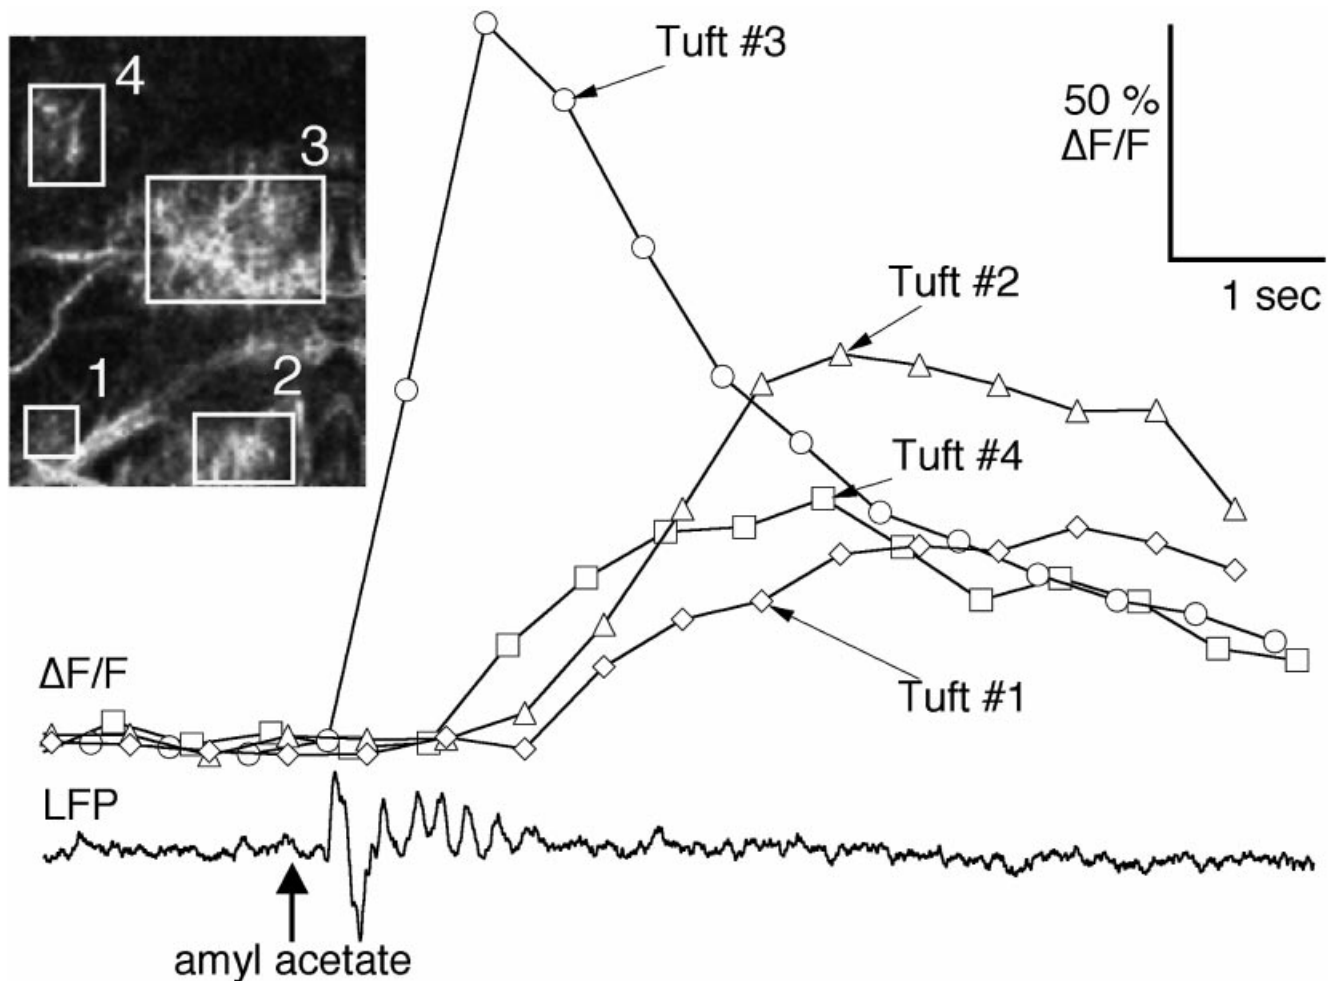 Tuft #3
4
50 %
ΔF/F
3
Tuft #2
1 sec
1
2
Tuft #4
ΔF/F
Tuft #1
LFP
amyl acetate